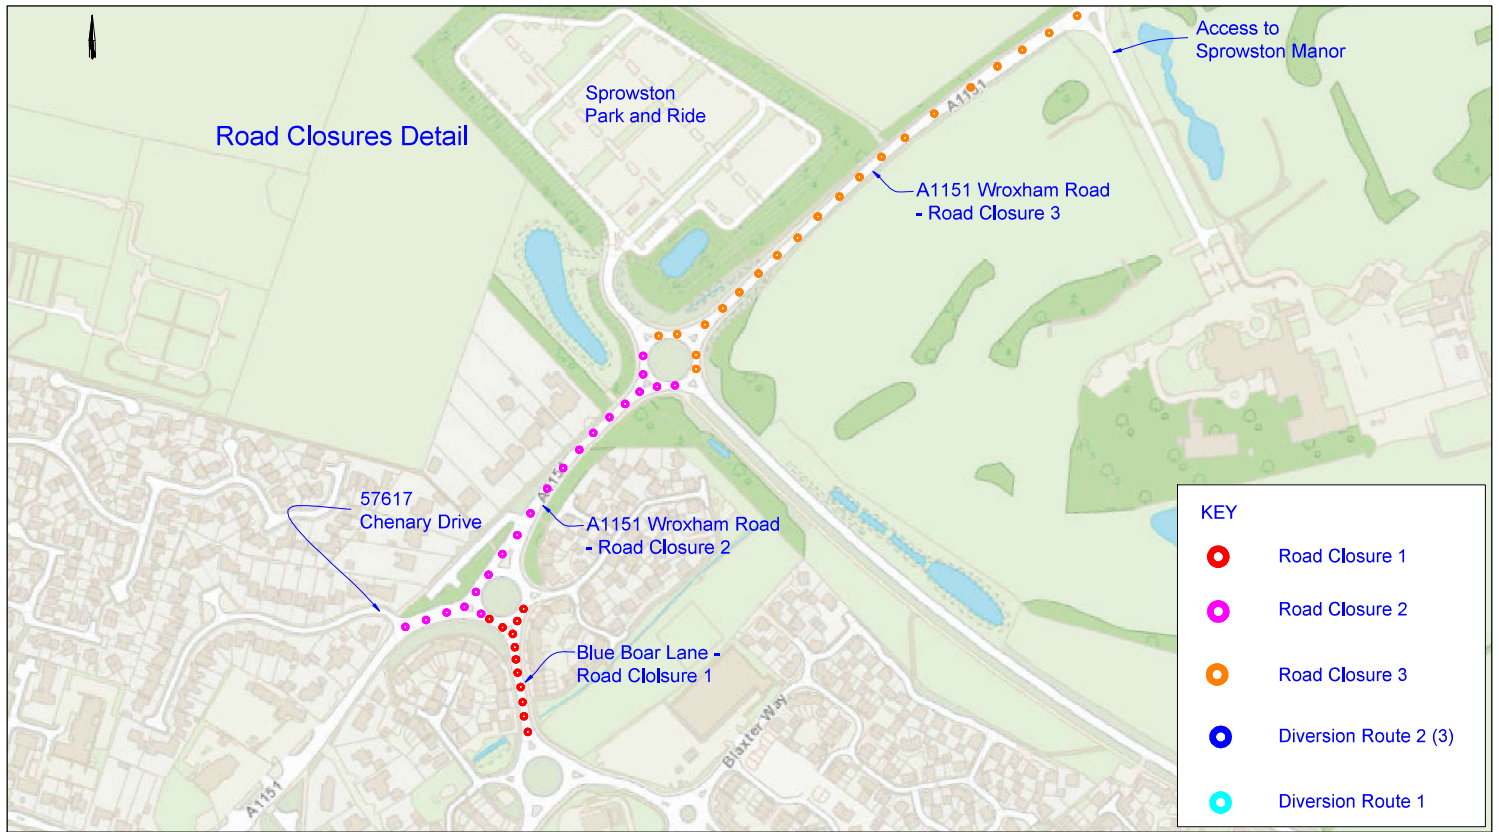 Access to
Sprowston Manor
Sprowston
Park and Ride
Road Closures Detail
A1151
A1151 Wroxham Road
- Road Closure 3
57617
Chenary Drive
A1151 Wroxham Road
- Road Closure 2
Blue Boar Lane -
Road Clolsure 1
Blaxter Way
A1151
KEY
Road Closure 1
Road Closure 2
Road Closure 3
Diversion Route 2 (3)
Diversion Route 1